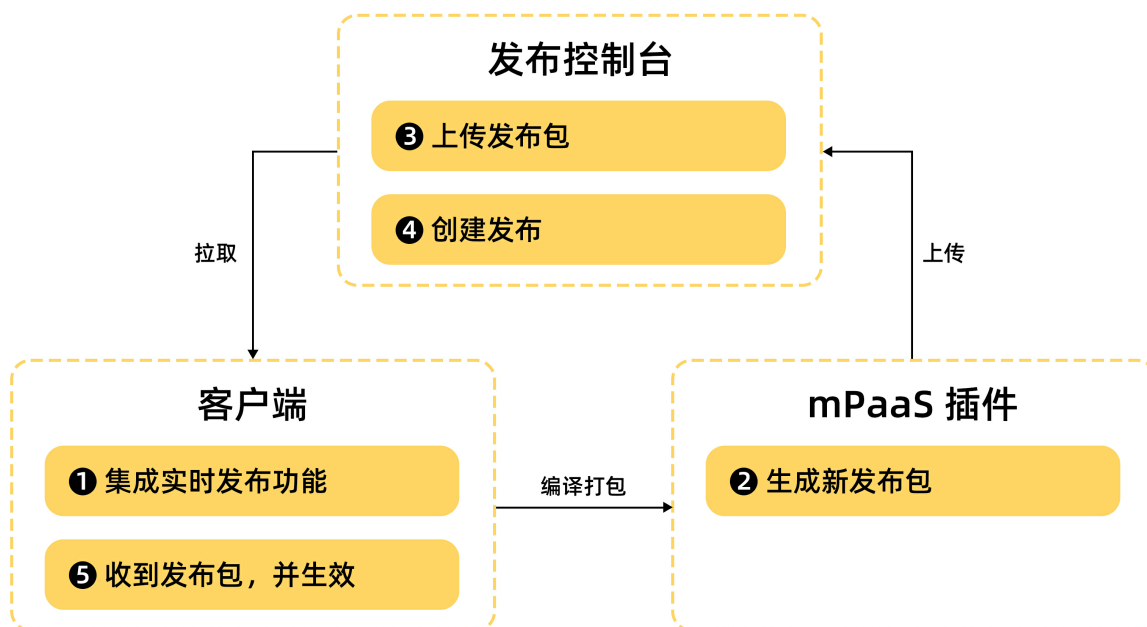 发布控制台
❸ 上传发布包
❹ 创建发布
拉取
上传
客户端
❶ 集成实时发布功能
❺ 收到发布包，并生效
编译打包
mPaaS 插件
❷ 生成新发布包